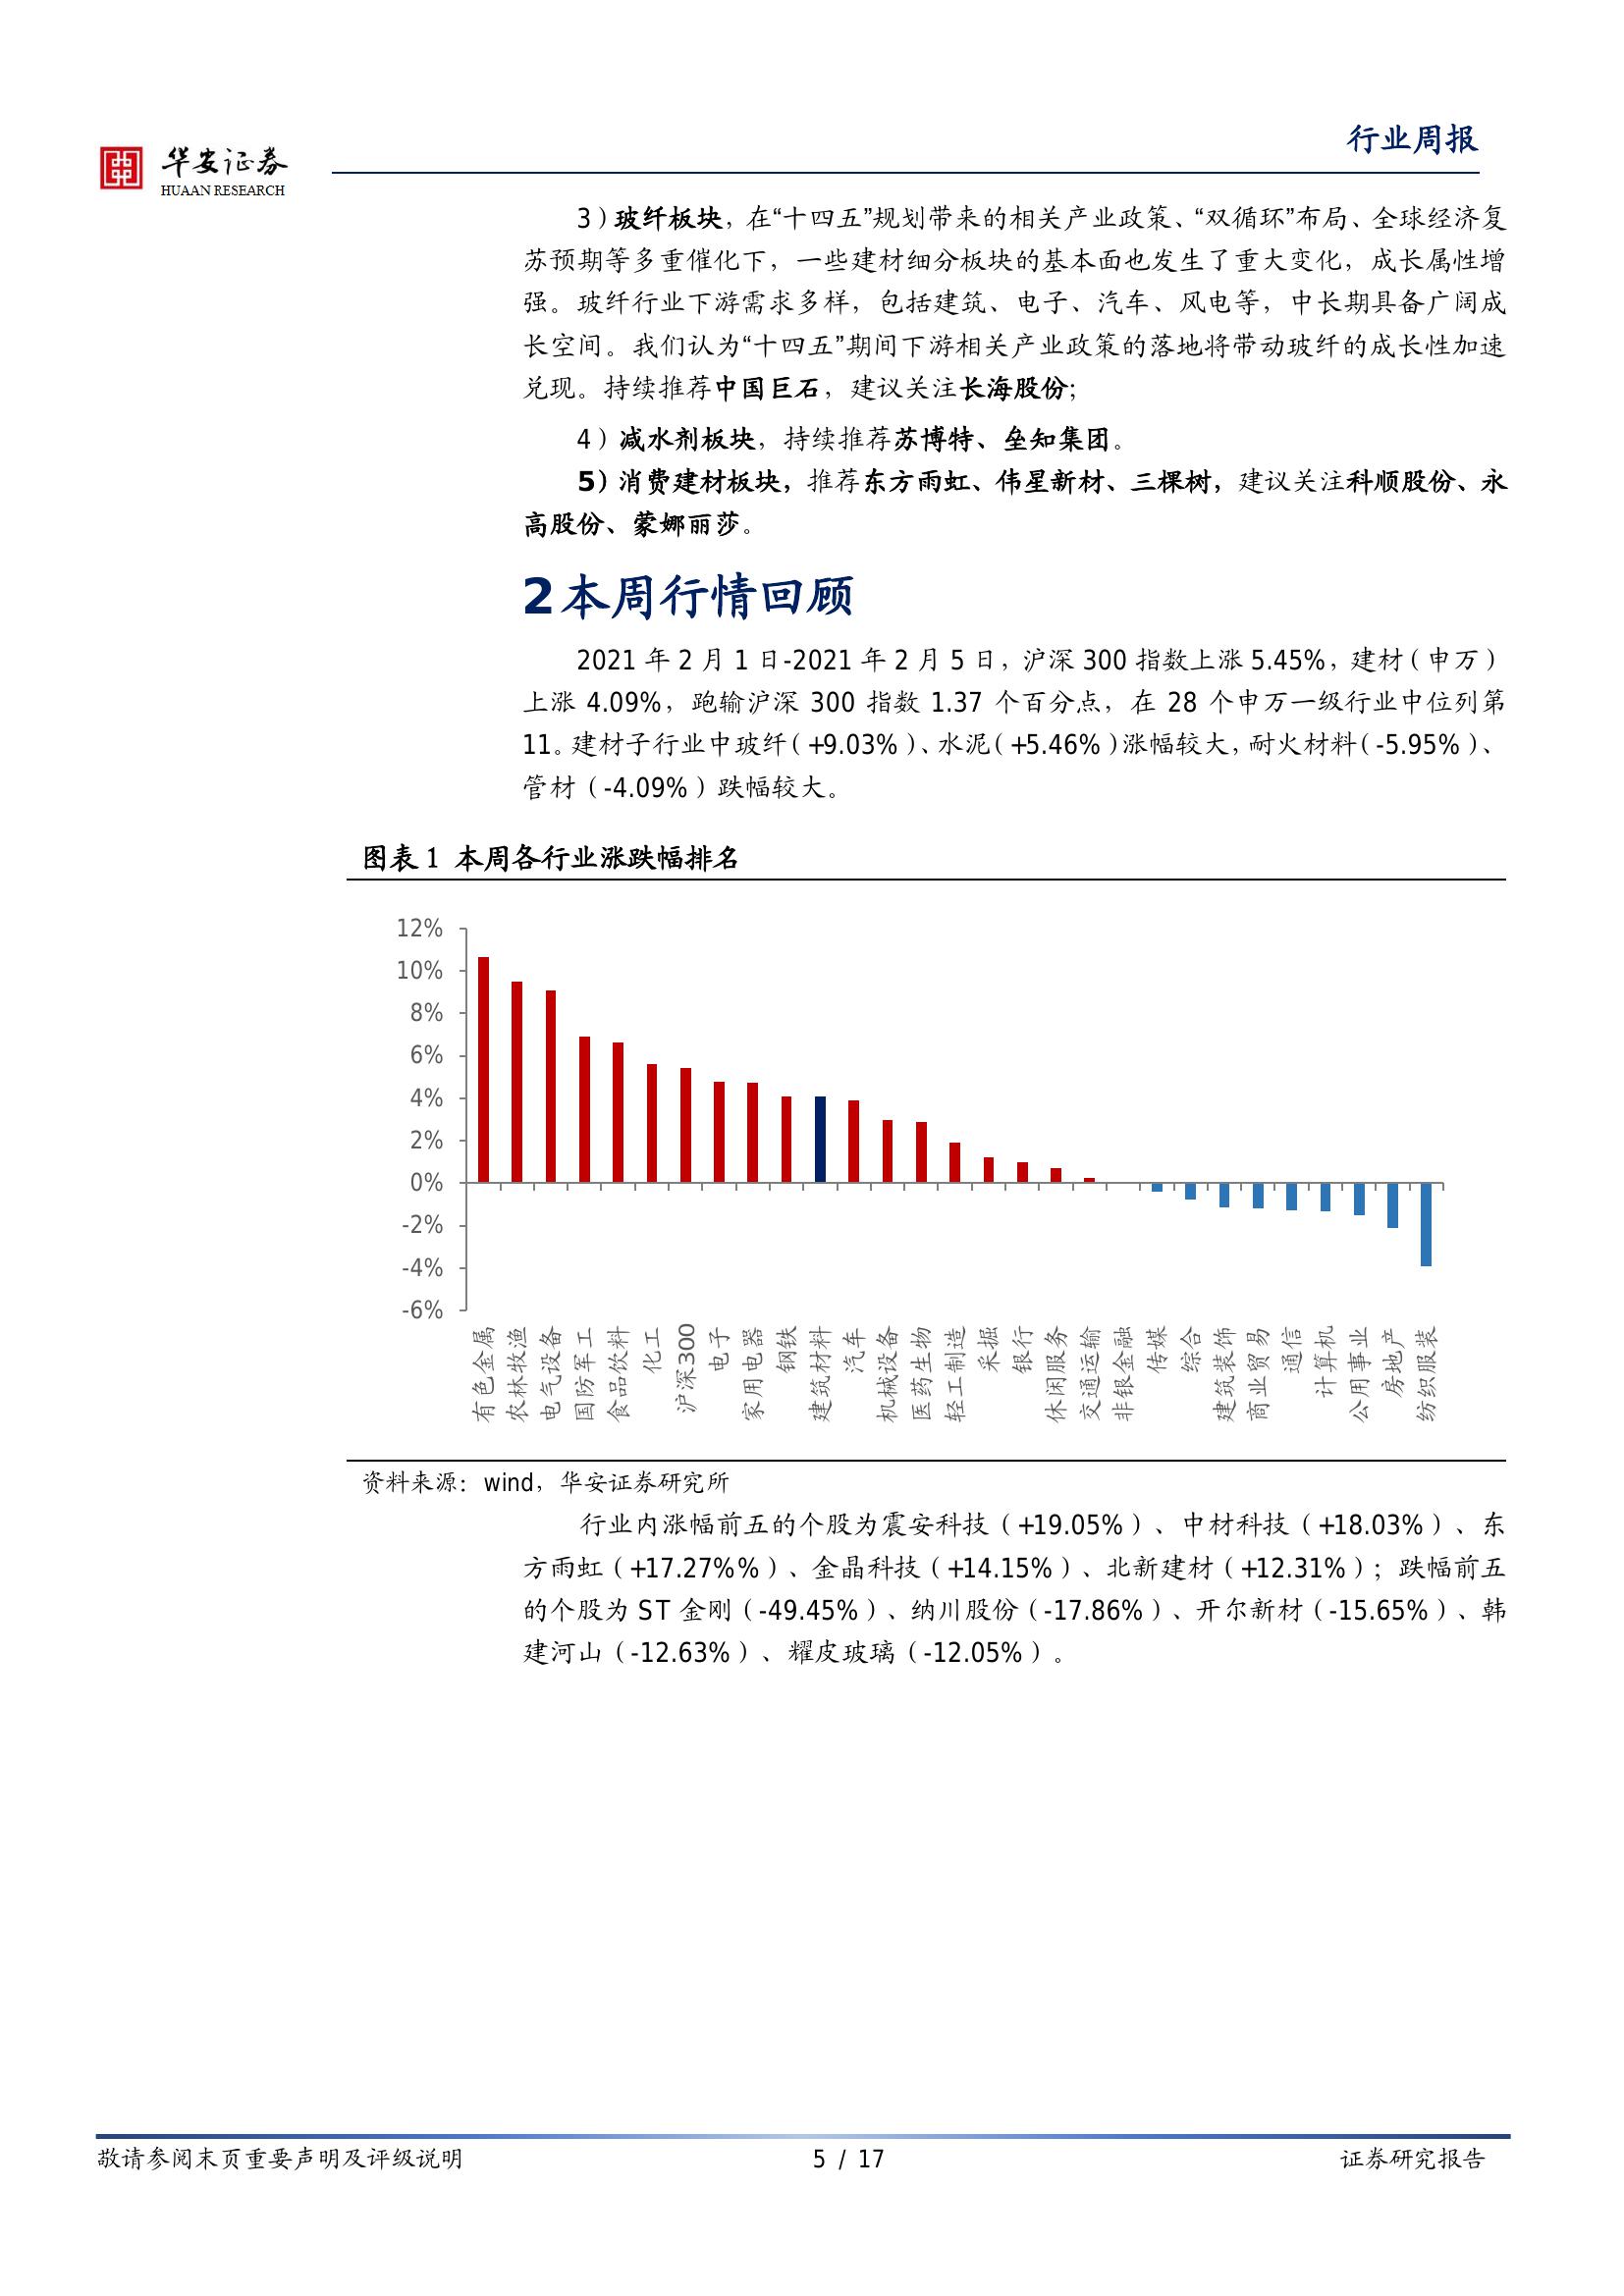 华安证券
HUAAN RESEARCH
行业周报
3）玻纤板块，在“十四五”规划带来的相关产业政策、“双循环”布局、全球经济复
苏预期等多重催化下，一些建材细分板块的基本面也发生了重大变化，成长属性增
强。玻纤行业下游需求多样，包括建筑、电子、汽车、风电等，中长期具备广阔成
长空间。我们认为“十四五”期间下游相关产业政策的落地将带动玻纤的成长性加速
兑现。持续推荐中国巨石，建议关注长海股份；
4）减水剂板块，持续推荐苏博特、垒知集团。
5）消费建材板块，推荐东方雨虹、伟星新材、三棵树，建议关注科顺股份、永
高股份、蒙娜丽莎。
2 本周行情回顾
2021 年 2 月 1 日-2021 年 2 月 5 日，沪深 300 指数上涨 5.45%，建材（申万）
上涨 4.09%，跑输沪深 300 指数 1.37 个百分点，在 28 个申万一级行业中位列第
11。建材子行业中玻纤（+9.03%）、水泥（+5.46%）涨幅较大，耐火材料（-5.95%）、
管材（-4.09%）跌幅较大。
图表 1 本周各行业涨跌幅排名
12%
10%
8%
6%
4%
2%
0%
-2%
-4%
-6%
有色金属
农林牧渔
电气设备
国防军工
食品饮料
化工
沪深300
电子
家用电器
钢铁
建筑材料
汽车
机械设备
医药生物
轻工制造
采掘
银行
休闲服务
交通运输
非银金融
传媒
综合
建筑装饰
商业贸易
通信
计算机
公用事业
房地产
纺织服装
资料来源：wind，华安证券研究所
行业内涨幅前五的个股为震安科技（+19.05%）、中材科技（+18.03%）、东
方雨虹（+17.27%%）、金晶科技（+14.15%）、北新建材（+12.31%）；跌幅前五
的个股为 ST 金刚（-49.45%）、纳川股份（-17.86%）、开尔新材（-15.65%）、韩
建河山（-12.63%）、耀皮玻璃（-12.05%）。
敬请参阅末页重要声明及评级说明
5 / 17
证券研究报告